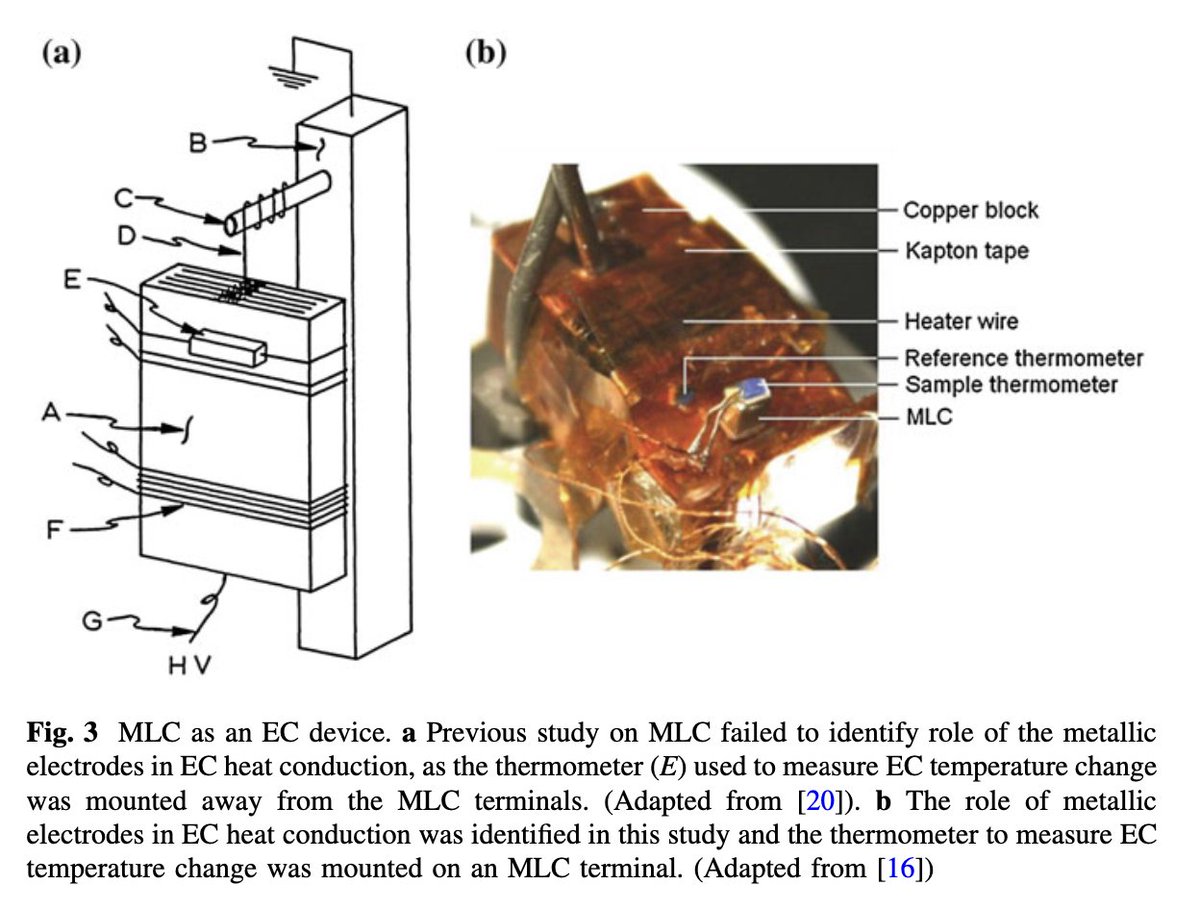 (a)
B
C
D
E
A
F
G
HV
(b)
Copper block
Kapton tape
Heater wire
Reference thermometer
Sample thermometer
MLC
Fig. 3 MLC as an EC device. a Previous study on MLC failed to identify role of the metallic
electrodes in EC heat conduction, as the thermometer (E) used to measure EC temperature change
was mounted away from the MLC terminals. (Adapted from [20]). b The role of metallic
electrodes in EC heat conduction was identified in this study and the thermometer to measure EC
temperature change was mounted on an MLC terminal. (Adapted from [16])